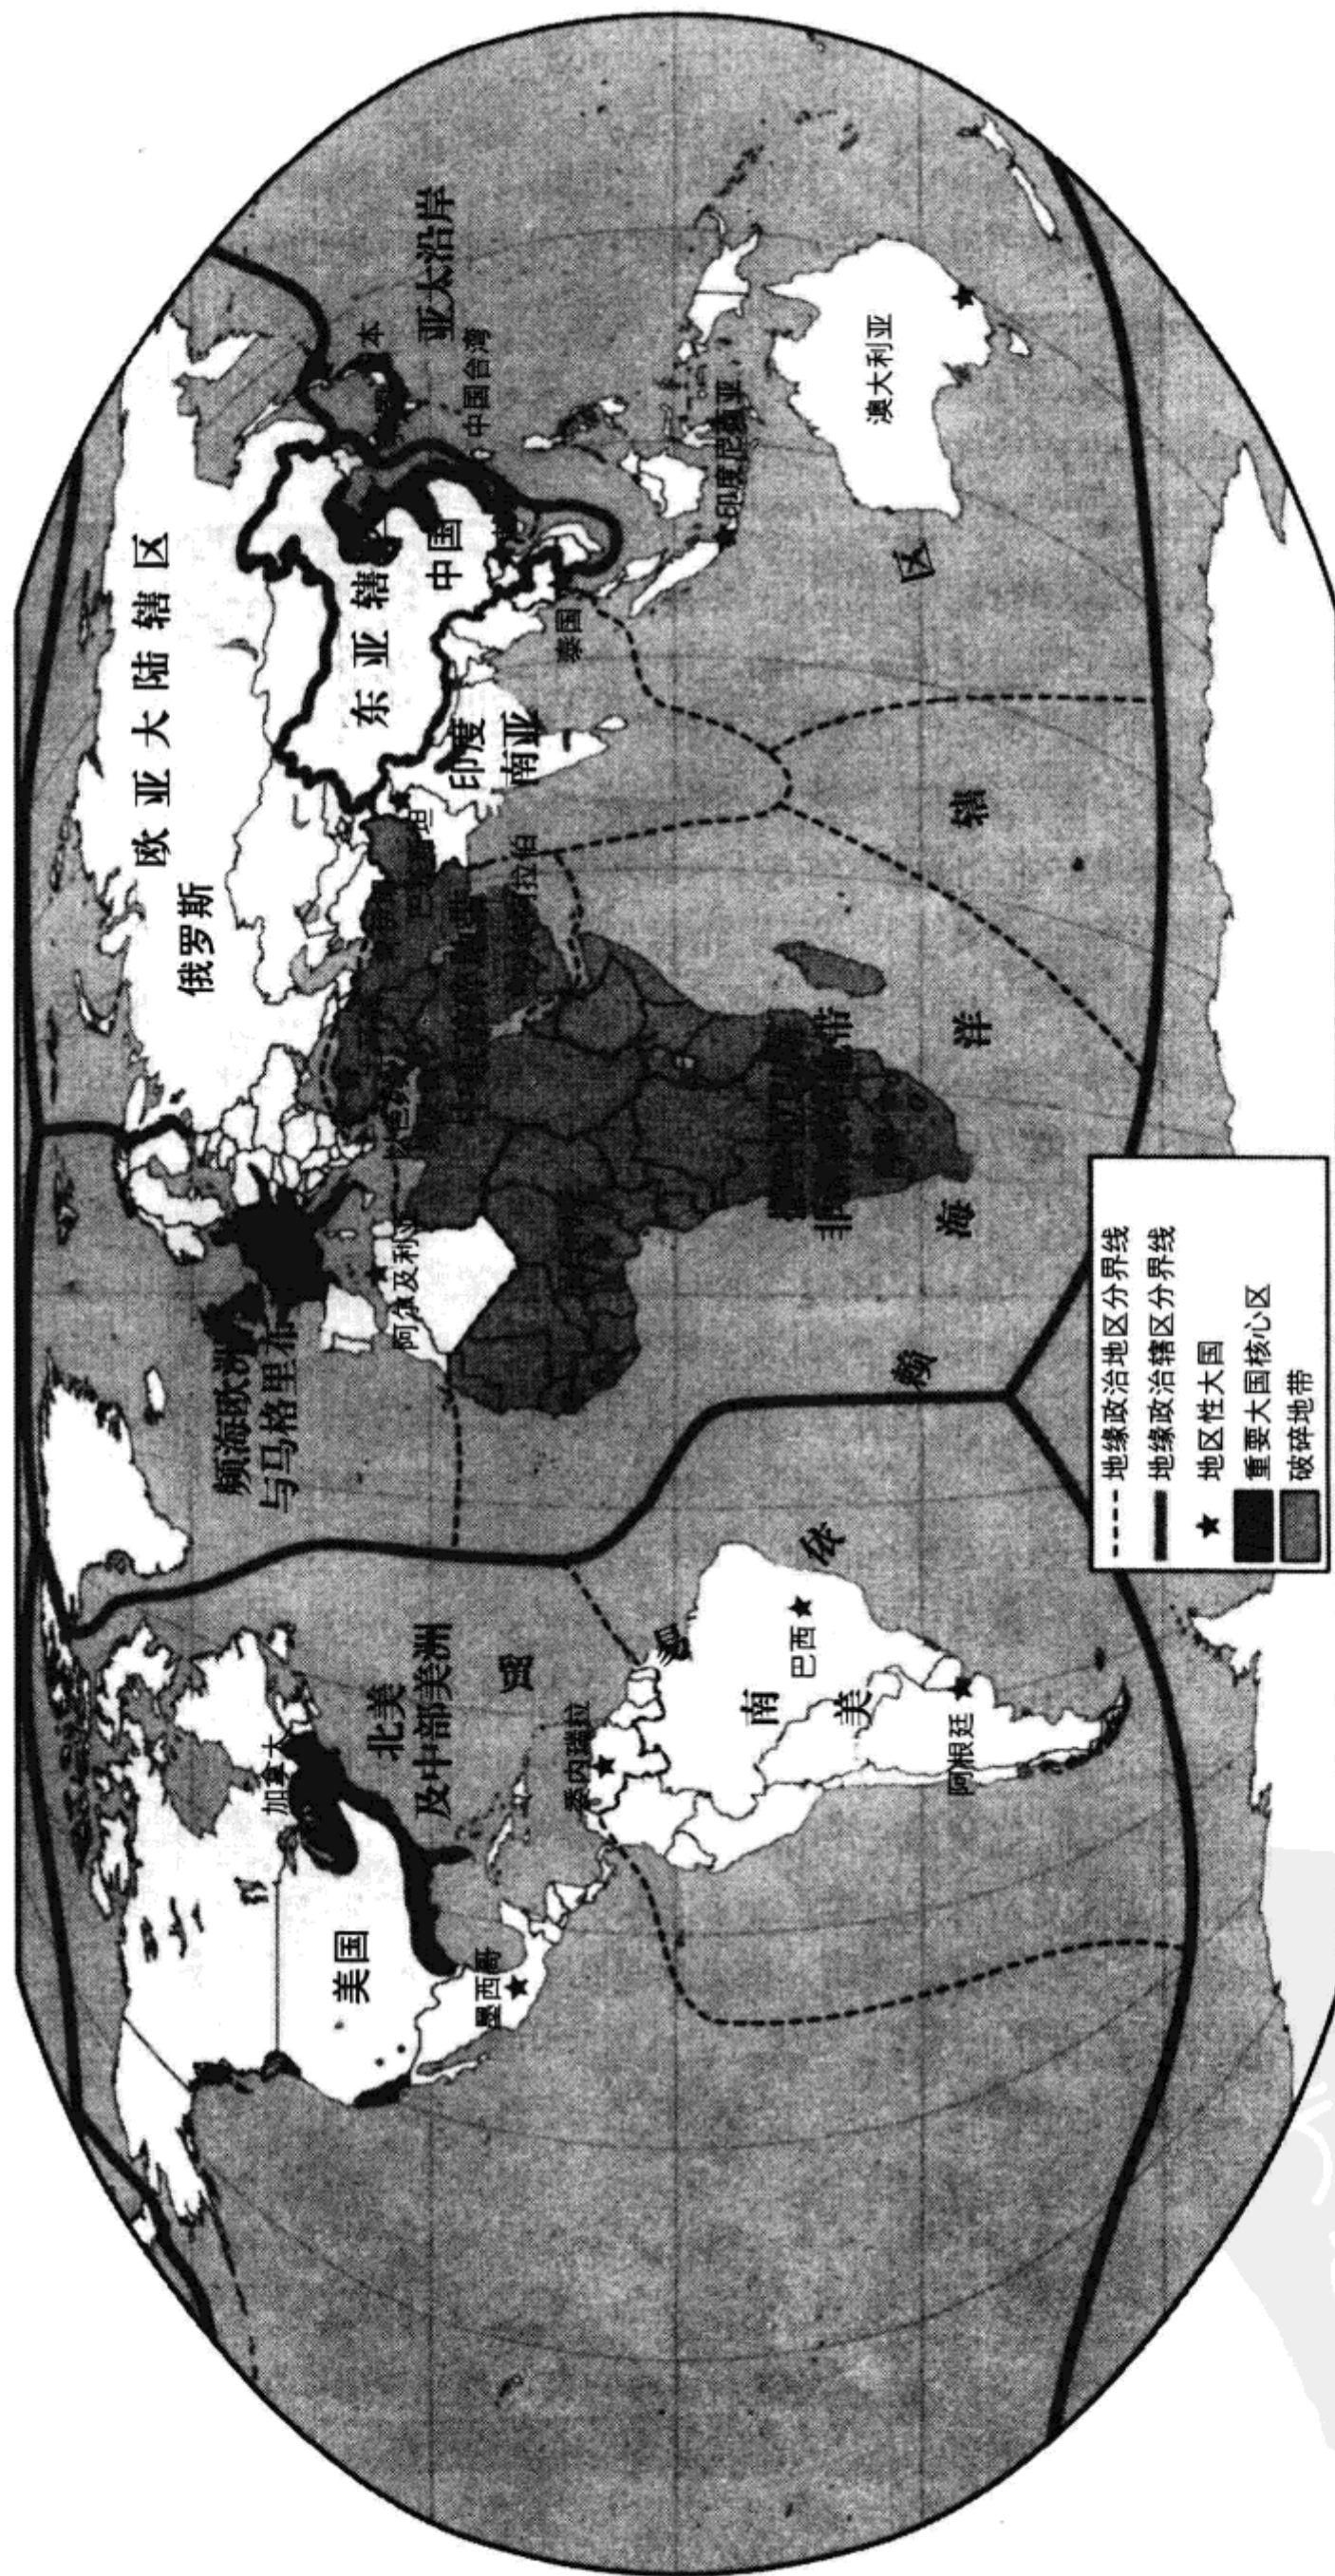 欧亚大陆辖区
俄罗斯
东亚辖
中国
亚太沿岸
中国台湾
本
印度
南亚
泰国
印度尼西亚
澳大利亚
拉伯
濒海欧洲
与马格里布
阿尔及利亚
加拿大
美国
墨西哥
北美
及中部美洲
委内瑞拉
南美
巴西
阿根廷
贸易依赖海洋辖区
地缘政治地区分界线
地缘政治辖区分界线
地区性大国
重要大国核心区
破碎地带